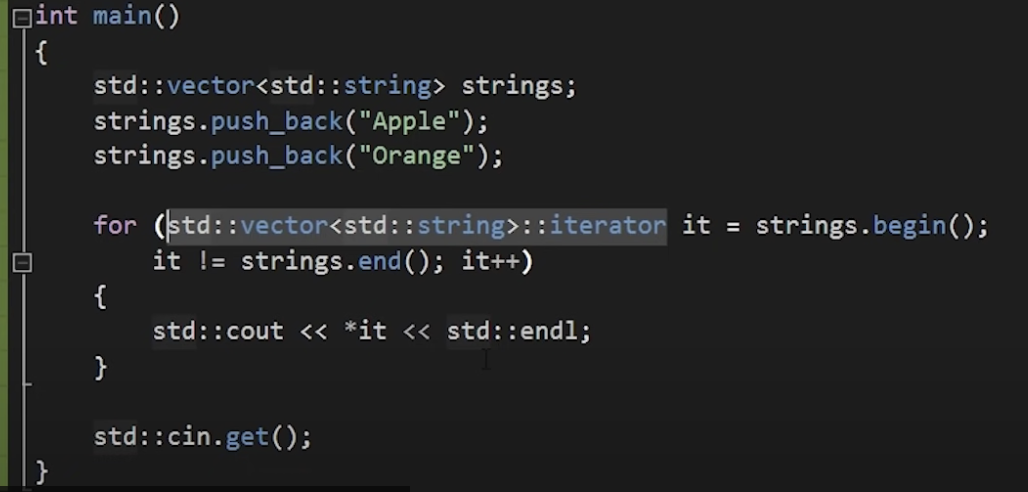 int main()
{
std::vector<std::string> strings;
strings.push_back("Apple");
strings.push_back("Orange");
for (std::vector<std::string>::iterator it = strings.begin();
it != strings.end(); it++)
{
std::cout << *it << std::endl;
}
std::cin.get();
}